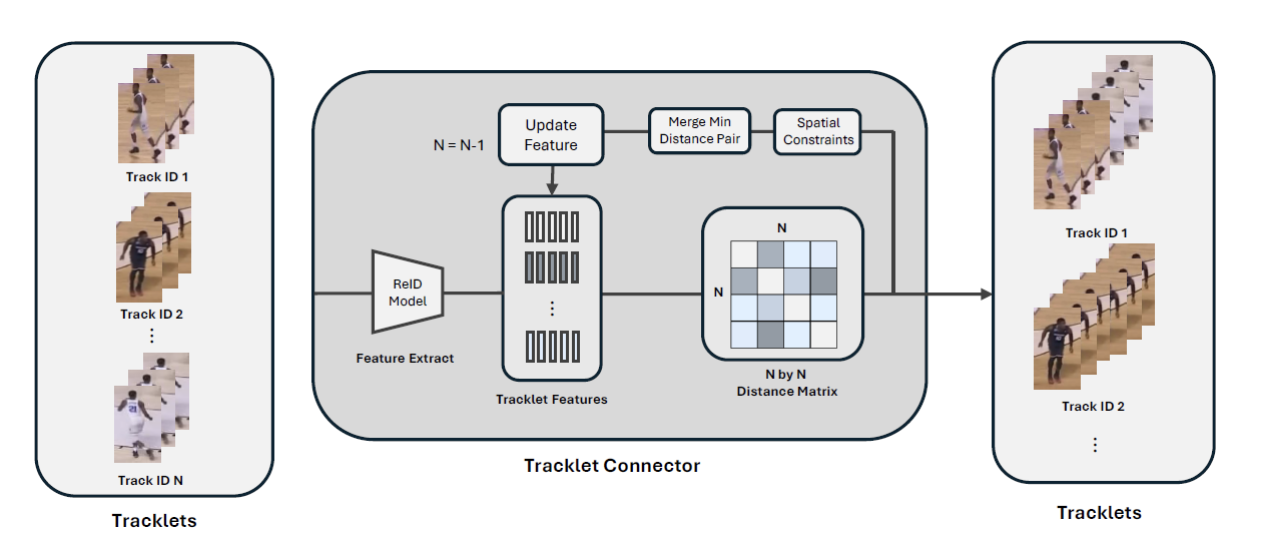 Track ID 1
Track ID 2
⋮
Track ID N
Tracklets
N = N-1
Update
Feature
Merge Min
Distance Pair
Spatial
Constraints
ReID
Model
Feature Extract
⋮
Tracklet Features
N
N
N by N
Distance Matrix
Tracklet Connector
Track ID 1
Track ID 2
⋮
Tracklets